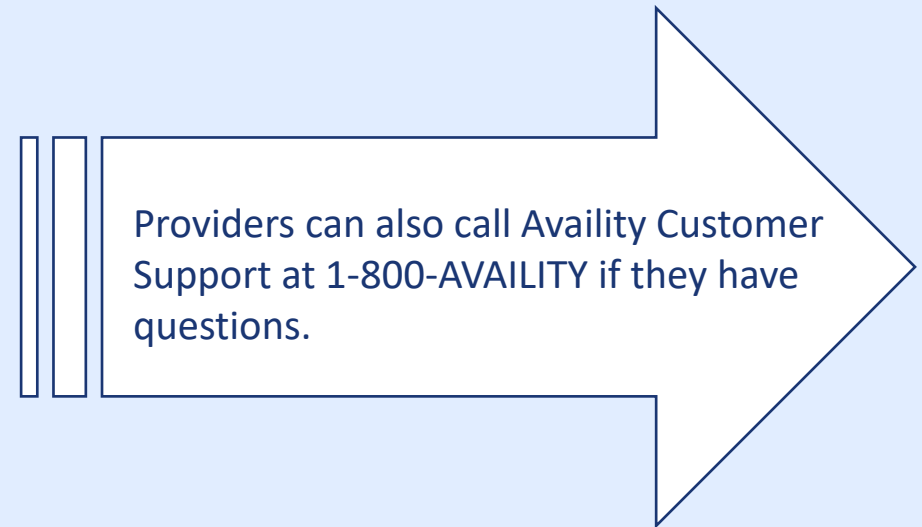 Providers can also call Availity Customer
Support at 1-800-AVAILITY if they have
questions.